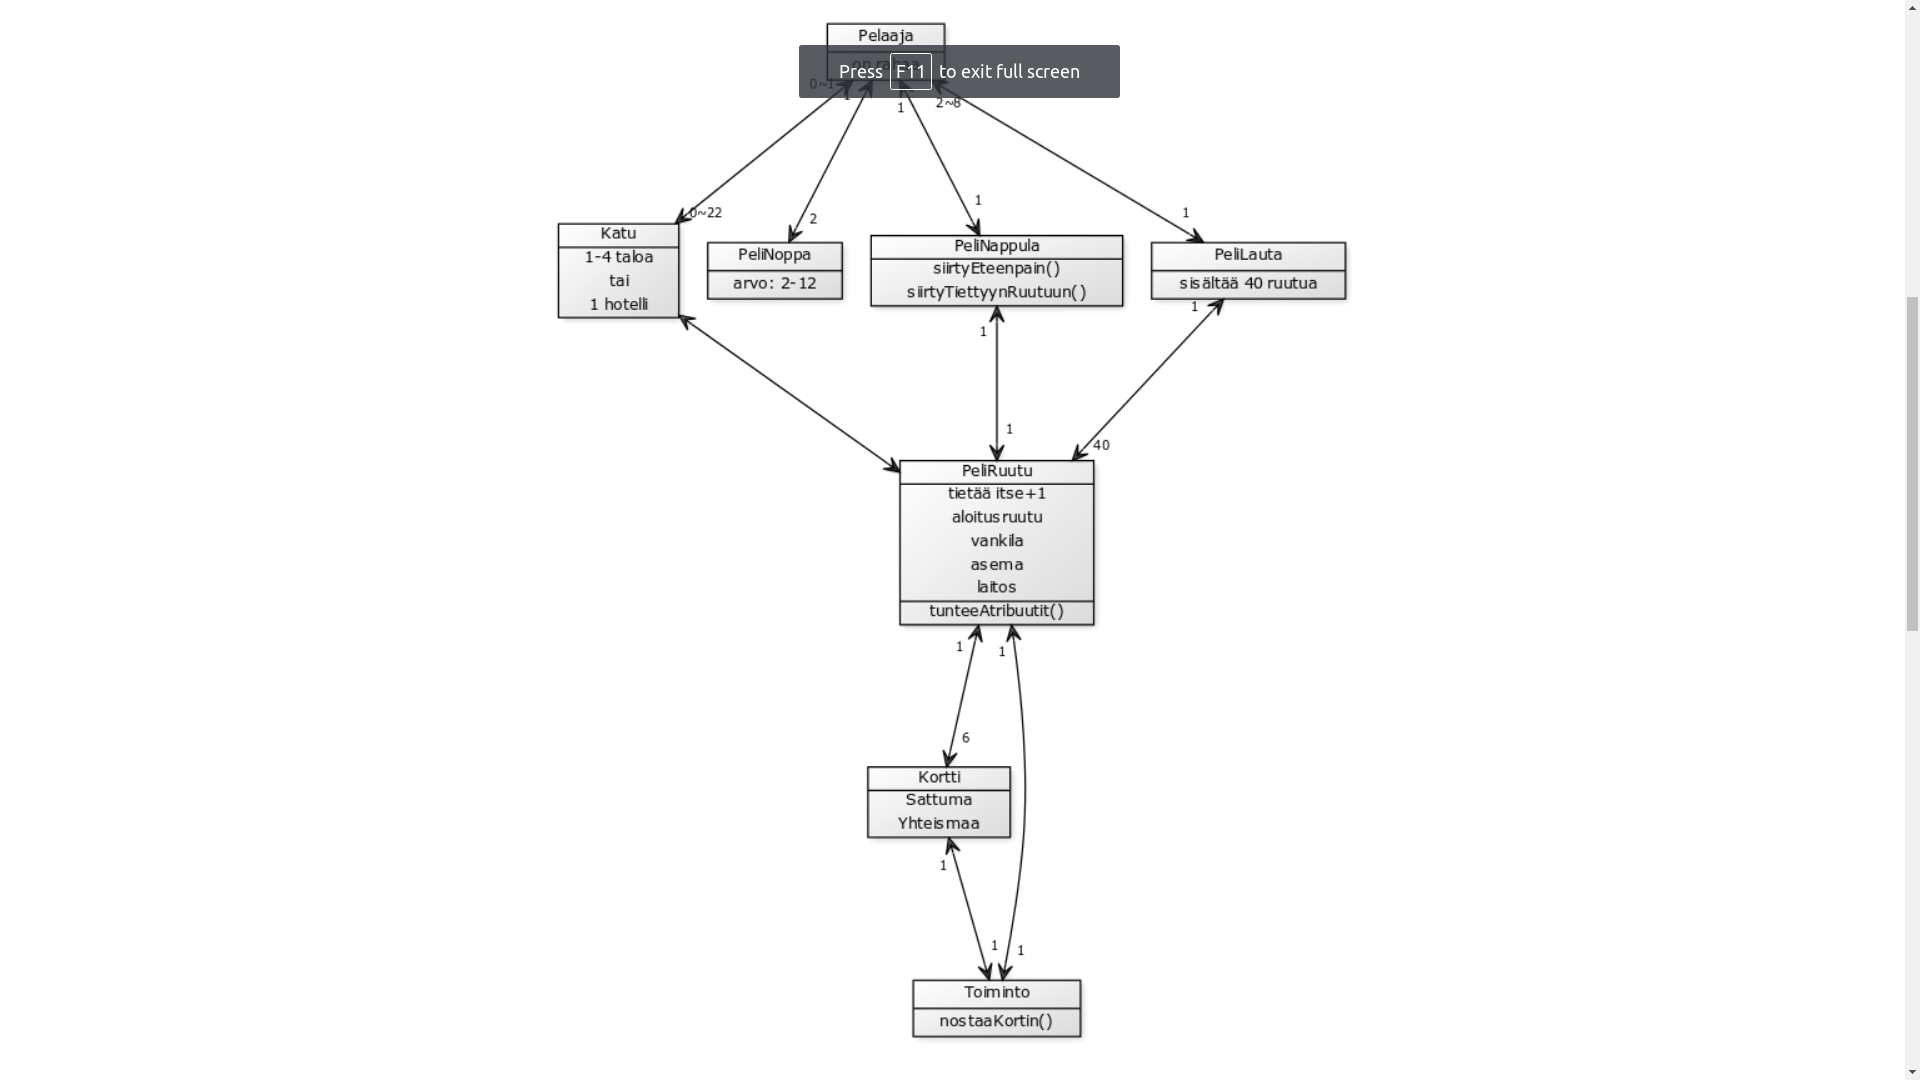 Pelaaja
Press F11 to exit full screen
0~1
1
1
2~8
0~22
2
1
1
Katu
1-4 taloa
tai
1 hotelli
PeliNoppa
arvo: 2-12
PeliNappula
siirtyEteenpain()
siirtyTiettyynRuutuun()
PeliLauta
sisältää 40 ruutua
1
1
1
40
PeliRuutu
tietää itse+1
aloitusruutu
vankila
asema
laitos
tunteeAtribuutit()
1
1
6
Kortti
Sattuma
Yhteismaa
1
1
1
Toiminto
nostaaKortin()